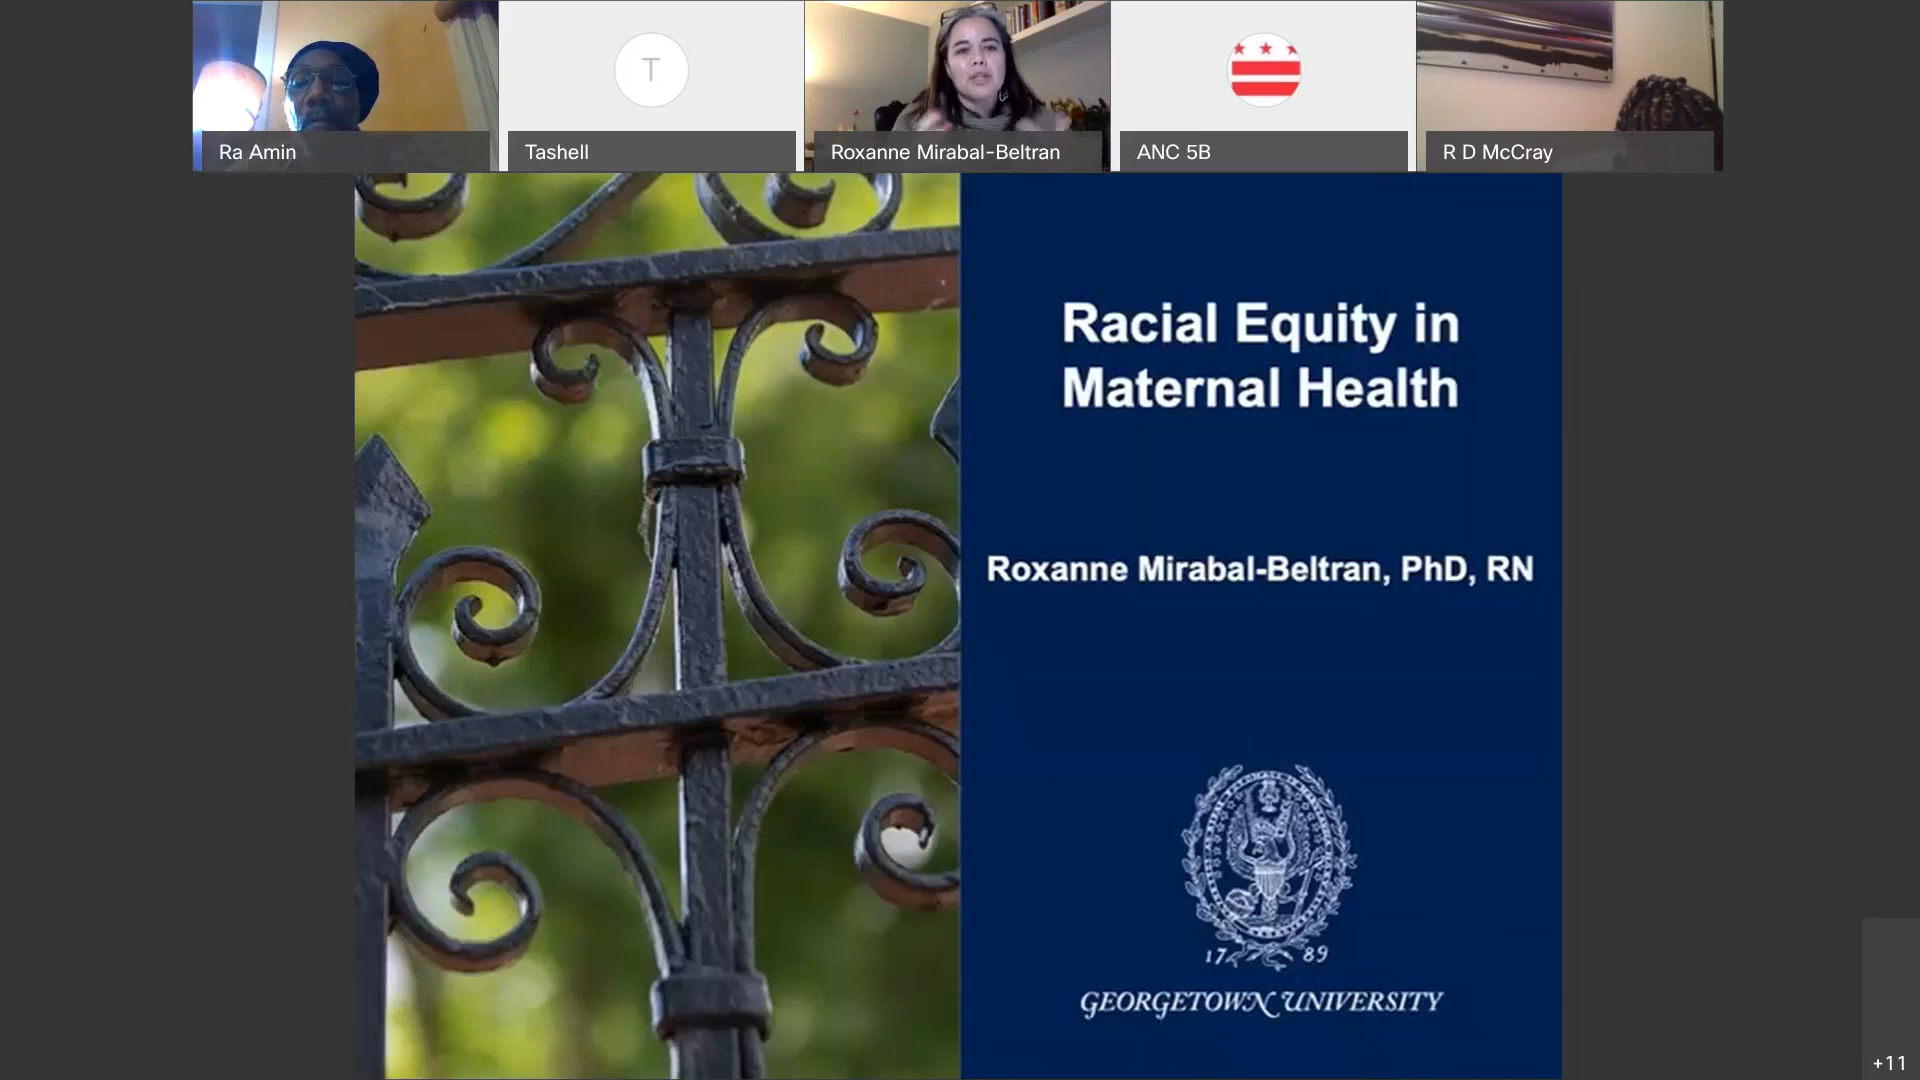 Ra Amin
T
Tashell
Roxanne Mirabal-Beltran
ANC 5B
R D McCray
Racial Equity in
Maternal Health
Roxanne Mirabal-Beltran, PhD, RN
17 89
GEORGETOWN UNIVERSITY
+11